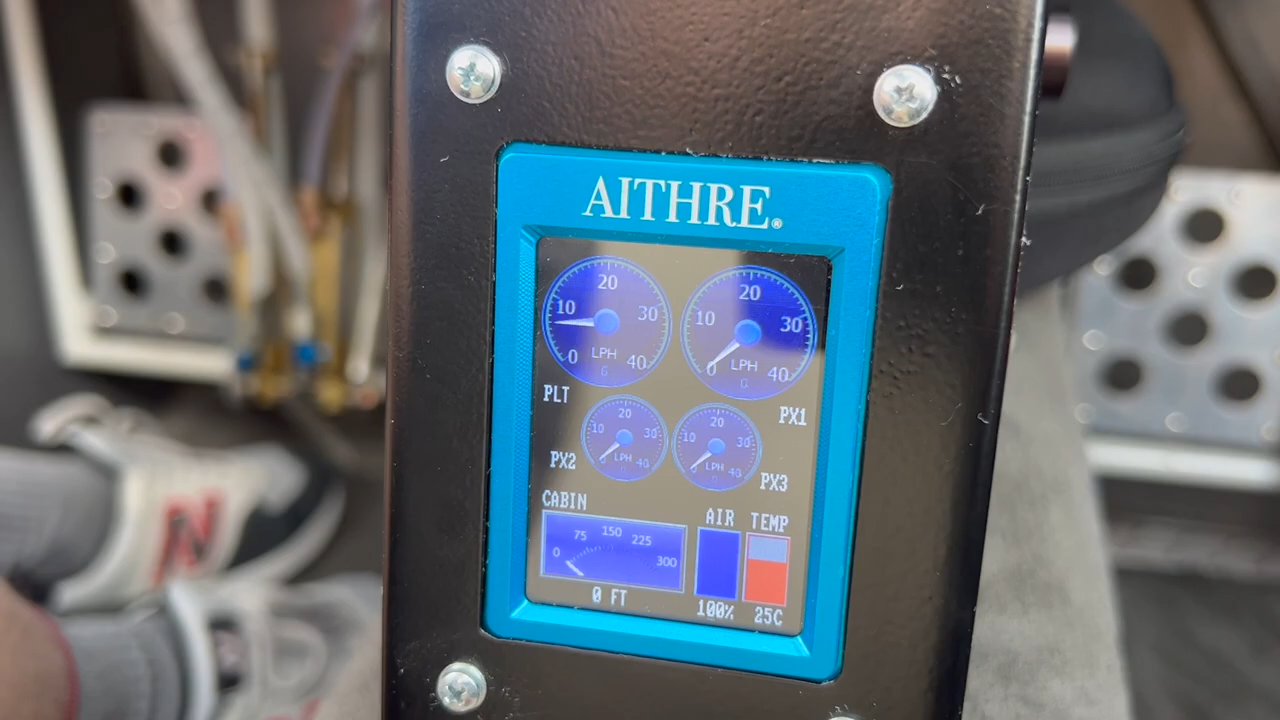 AITHRE®
20 20
10 30 10 30
0 LPH 40 0 LPH 40
PLT PX1
20 20
10 30 10 30
LPH 40 LPH 40
PX2 PX3
CABIN AIR TEMP
0 75 150 225 300
0 FT 100% 25C
N